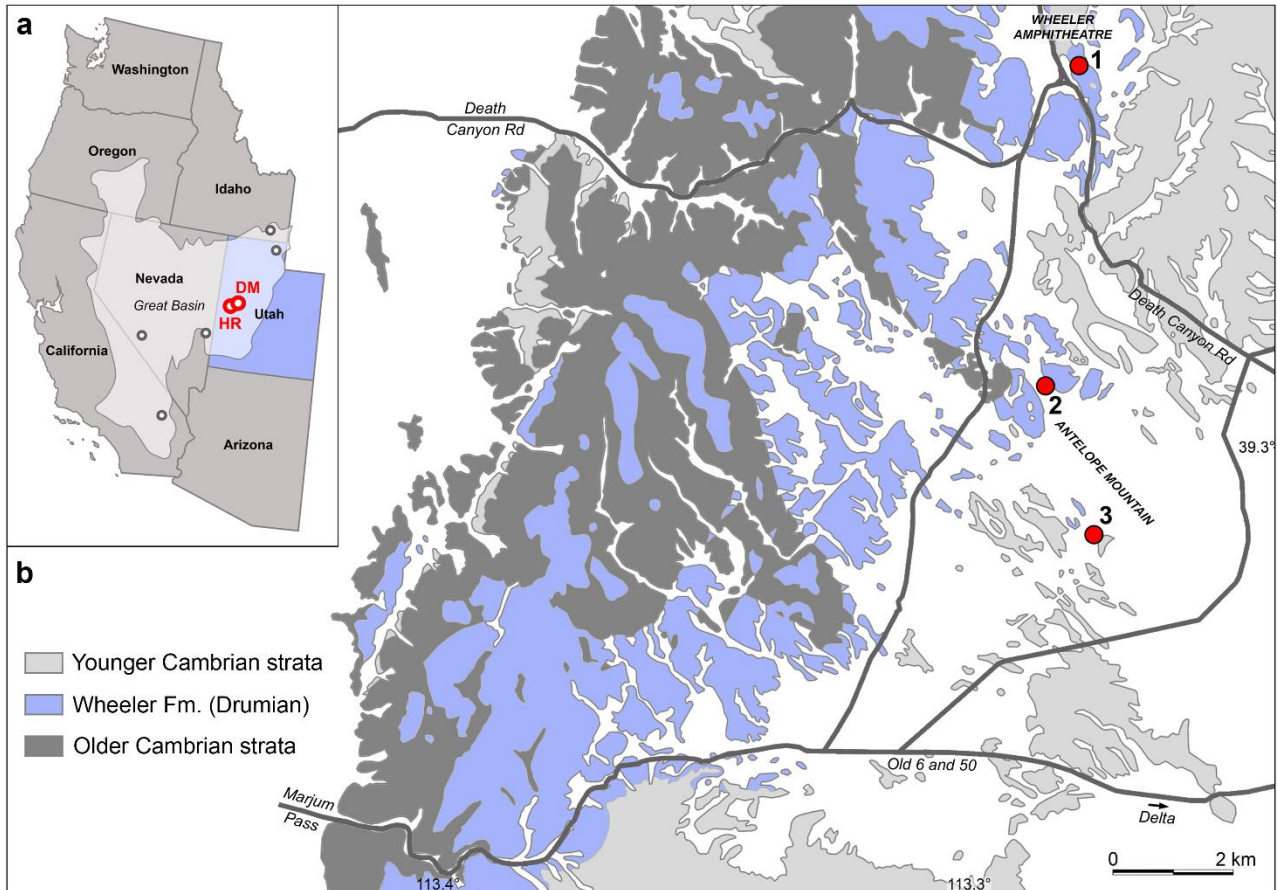 a
Washington
Oregon
Idaho
Nevada
Great Basin
DM
HR
Utah
California
Arizona
b
Younger Cambrian strata
Wheeler Fm. (Drumian)
Older Cambrian strata
WHEELER
AMPHITHEATRE
1
Death
Canyon Rd
Death Canyon Rd
2
ANTELOPE MOUNTAIN
39.3°
3
Old 6 and 50
Marjum
Pass
Delta
0 2 km
113.4°
113.3°